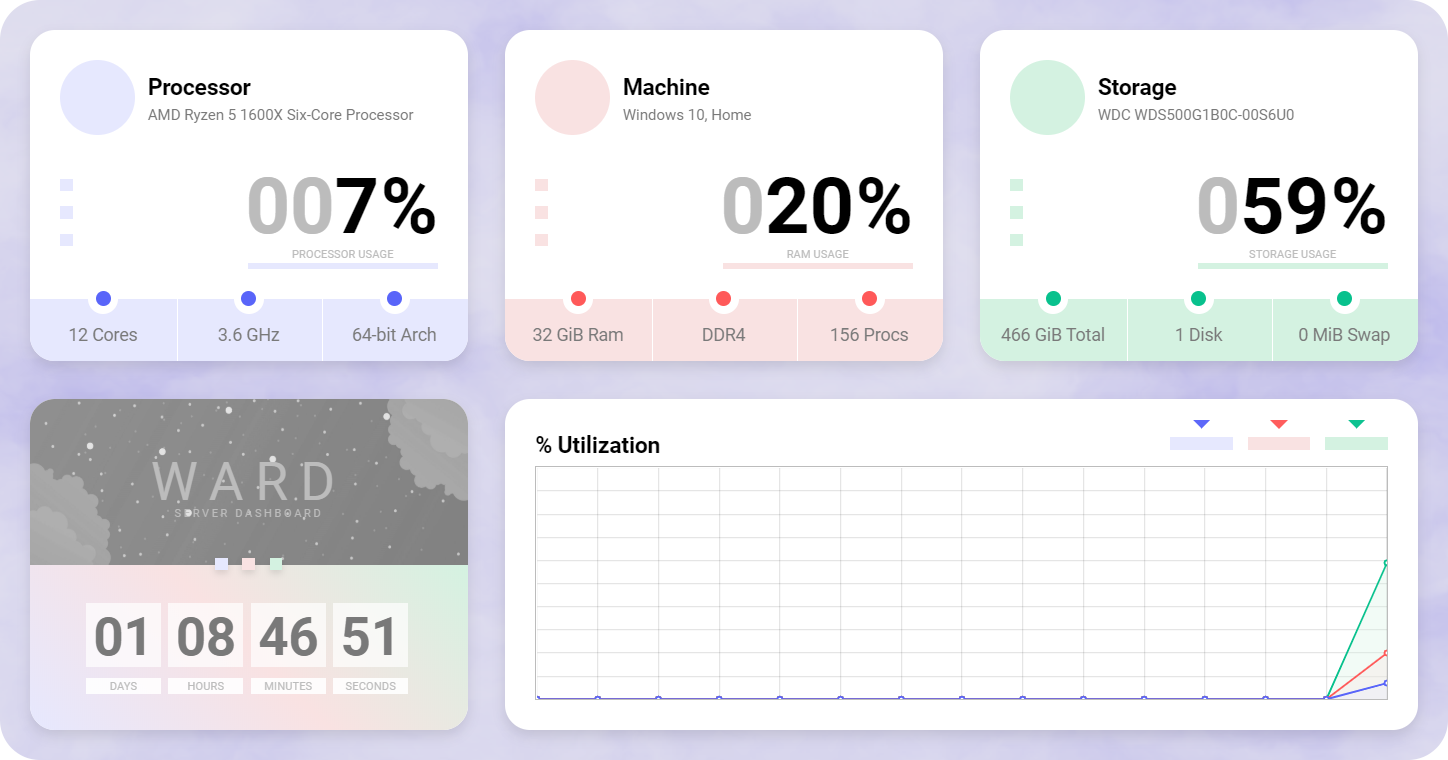 Processor
AMD Ryzen 5 1600X Six-Core Processor
007%
PROCESSOR USAGE
12 Cores
3.6 GHz
64-bit Arch
Machine
Windows 10, Home
020%
RAM USAGE
32 GiB Ram
DDR4
156 Procs
Storage
WDC WDS500G1B0C-00S6U0
059%
STORAGE USAGE
466 GiB Total
1 Disk
0 MiB Swap
WARD
SERVER DASHBOARD
01 08 46 51
DAYS HOURS MINUTES SECONDS
% Utilization